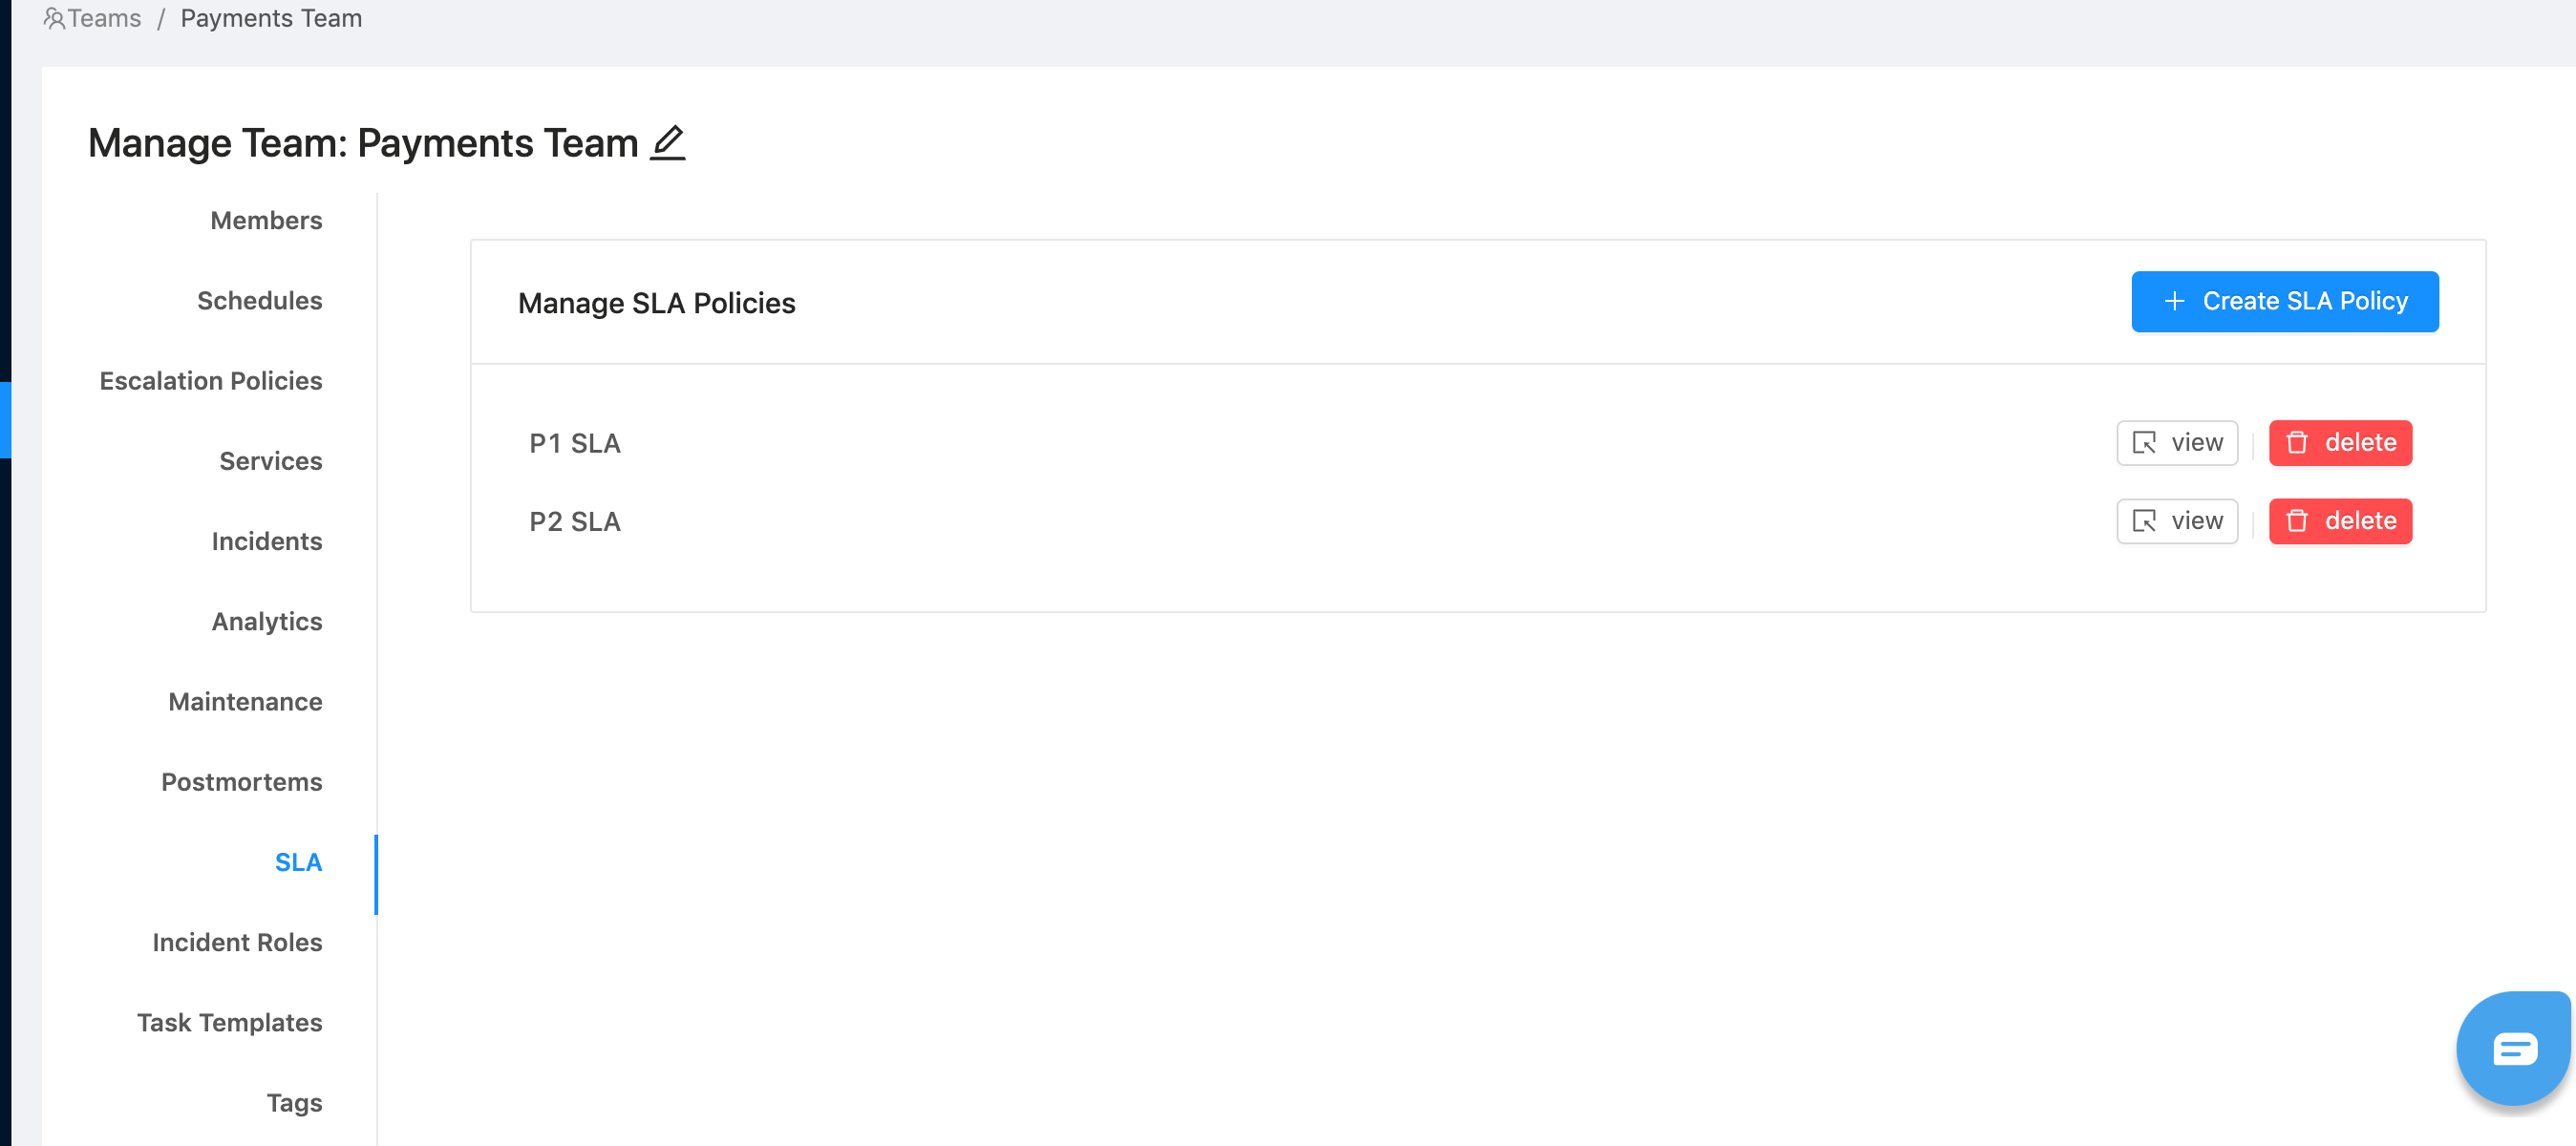 Teams / Payments Team
Manage Team: Payments Team
Members
Schedules
Escalation Policies
Services
Incidents
Analytics
Maintenance
Postmortems
SLA
Incident Roles
Task Templates
Tags
Manage SLA Policies
Create SLA Policy
P1 SLA view delete
P2 SLA view delete